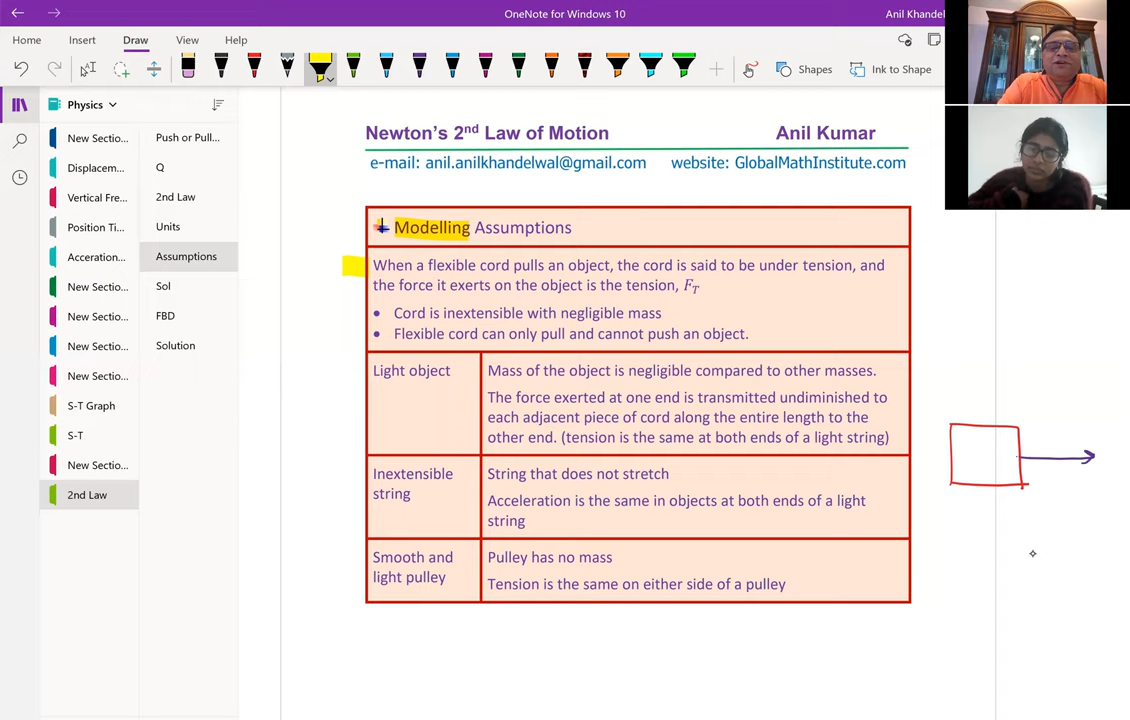 OneNote for Windows 10
Anil Khandel
Home
Insert
Draw
View
Help
Shapes
Ink to Shape
Physics
New Sectio...
Displacem...
Vertical Fre...
Position Ti...
Acceration...
New Sectio...
New Sectio...
New Sectio...
New Sectio...
S-T Graph
S-T
New Sectio...
2nd Law
Push or Pull...
Q
2nd Law
Units
Assumptions
Sol
FBD
Solution
Newton's 2nd Law of Motion Anil Kumar
e-mail: anil.anilkhandelwal@gmail.com website: GlobalMathInstitute.com
Modelling Assumptions
When a flexible cord pulls an object, the cord is said to be under tension, and
the force it exerts on the object is the tension, F_T
• Cord is inextensible with negligible mass
• Flexible cord can only pull and cannot push an object.
Light object
Mass of the object is negligible compared to other masses.
The force exerted at one end is transmitted undiminished to
each adjacent piece of cord along the entire length to the
other end. (tension is the same at both ends of a light string)
Inextensible
string
String that does not stretch
Acceleration is the same in objects at both ends of a light
string
Smooth and
light pulley
Pulley has no mass
Tension is the same on either side of a pulley